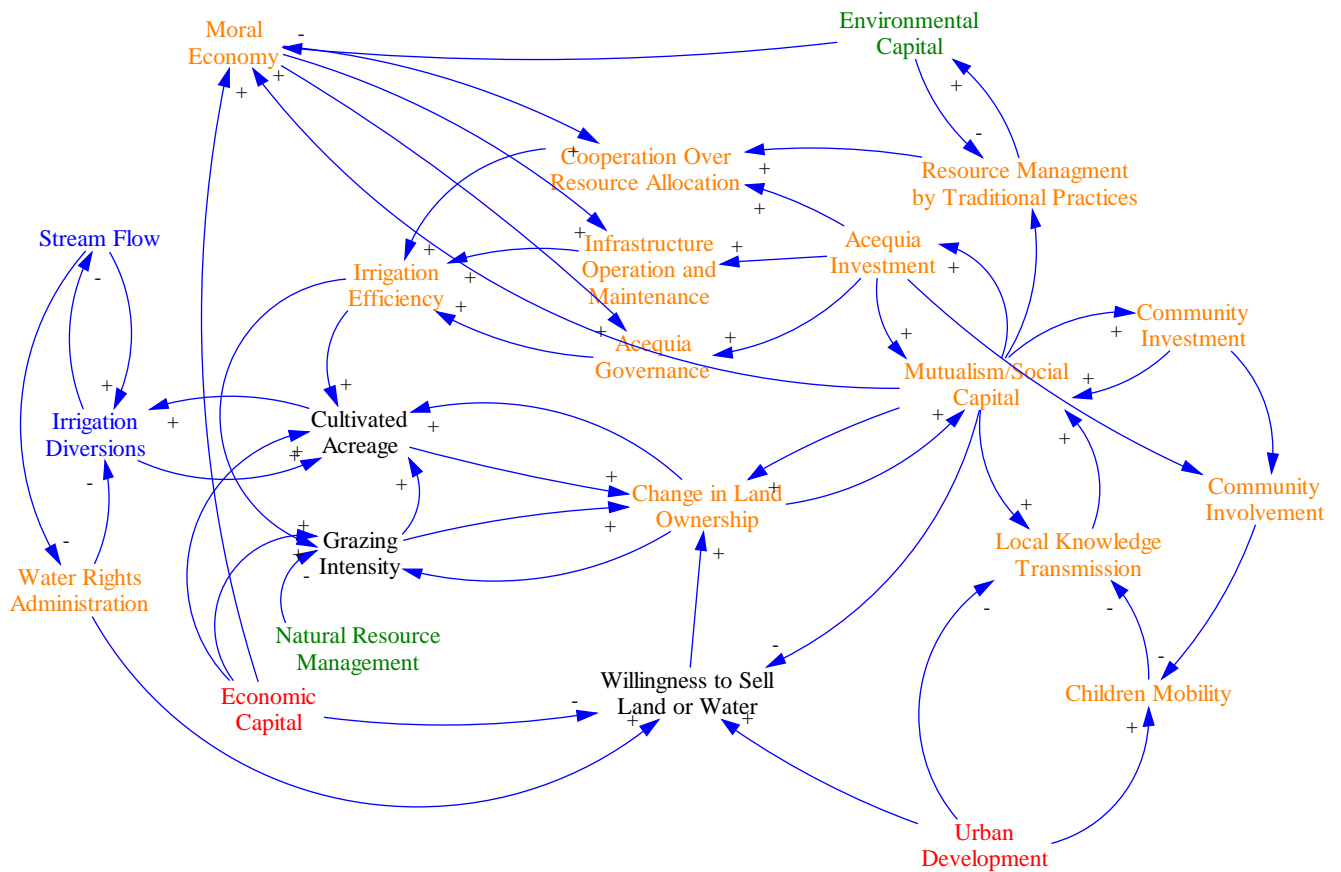 Moral
Economy
Environmental
Capital
Cooperation Over
Resource Allocation
Resource Managment
by Traditional Practices
Stream Flow
Infrastructure
Operation and
Maintenance
Acequia
Investment
Irrigation
Efficiency
Community
Investment
Acequia
Governance
Mutualism/Social
Capital
Irrigation
Diversions
Cultivated
Acreage
Change in Land
Ownership
Community
Involvement
Grazing
Intensity
Local Knowledge
Transmission
Water Rights
Administration
Natural Resource
Management
Economic
Capital
Willingness to Sell
Land or Water
Children Mobility
Urban
Development